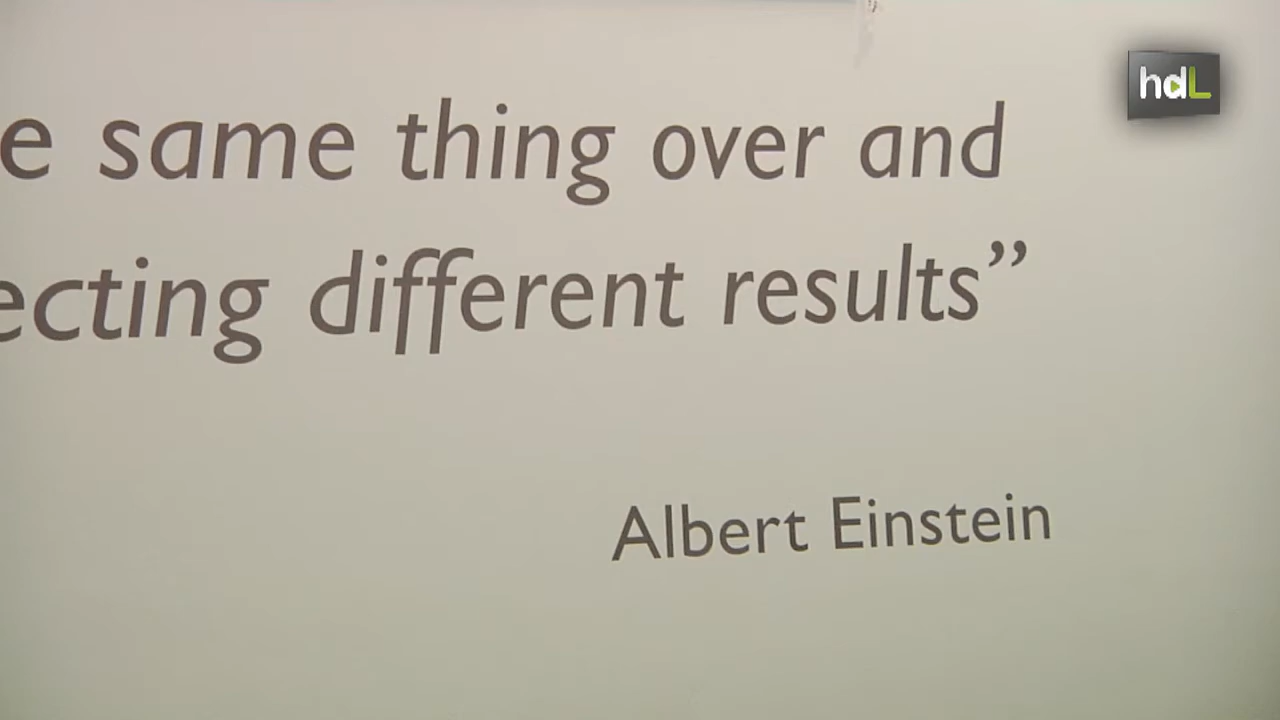 hdL
e same thing over and
ecting different results”
Albert Einstein